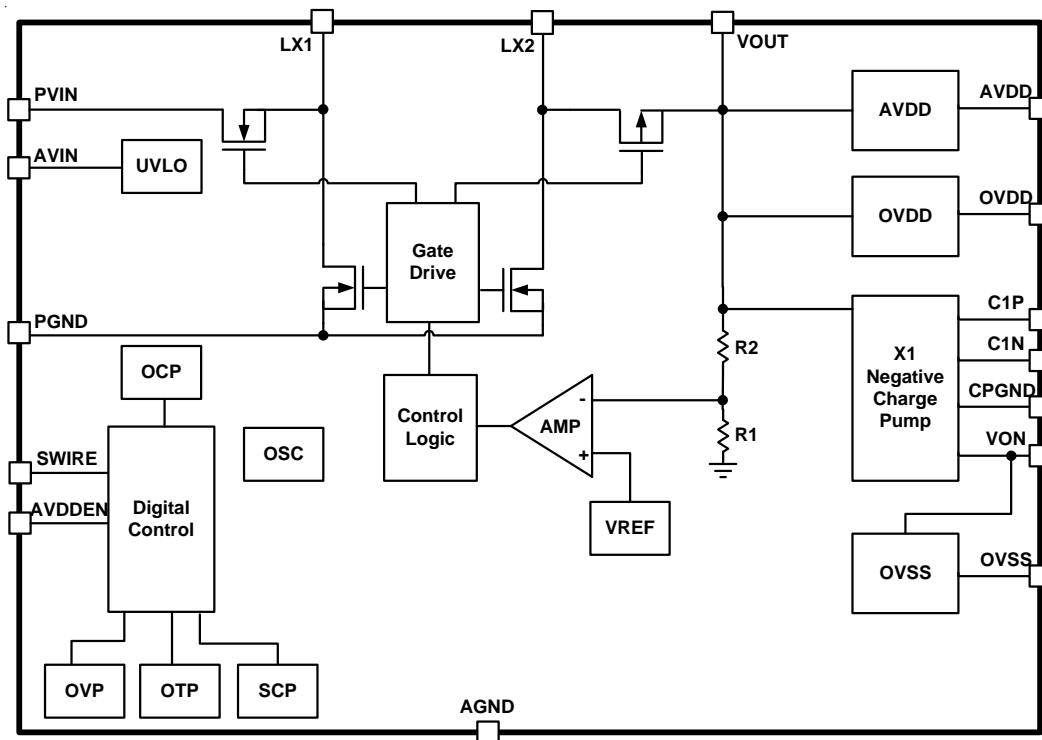 LX1
LX2
VOUT
PVIN
AVDD
AVDD
AVIN
UVLO
OVDD
OVDD
Gate
Drive
PGND
C1P
R2
X1
Negative
Charge
Pump
C1N
OCP
CPGND
Control
Logic
AMP
-
+
R1
OSC
VON
SWIRE
Digital
Control
AVDDEN
VREF
OVSS
OVSS
OVP
OTP
SCP
AGND